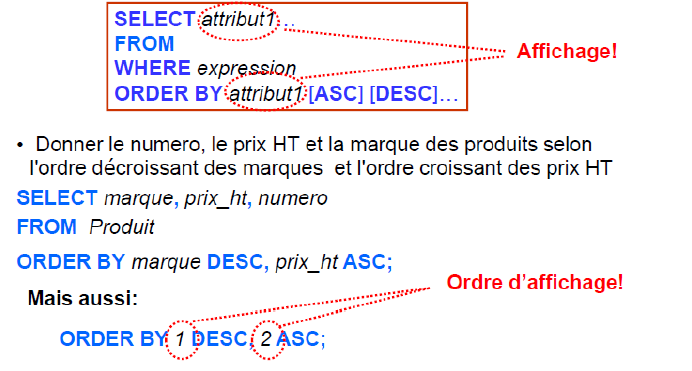 SELECT attribut1 ..
FROM
WHERE expression
ORDER BY attribut1 [ASC] [DESC]...
Affichage!
• Donner le numero, le prix HT et la marque des produits selon
l'ordre décroissant des marques et l'ordre croissant des prix HT
SELECT marque, prix_ht, numero
FROM Produit
ORDER BY marque DESC, prix_ht ASC;
Mais aussi:
Ordre d'affichage!
ORDER BY 1 DESC, 2 ASC;